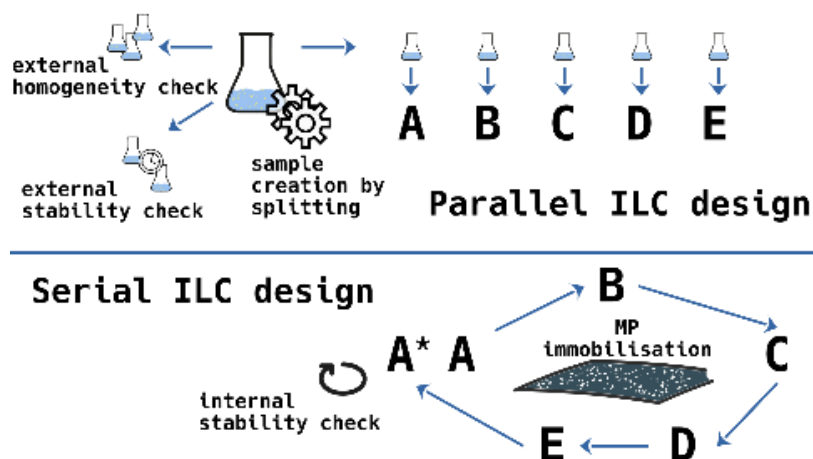 external
homogeneity check
A B C D E
external
stability check
sample
creation by
splitting
Parallel ILC design
Serial ILC design
B
MP
immobilisation
A* A
C
internal
stability check
E
D